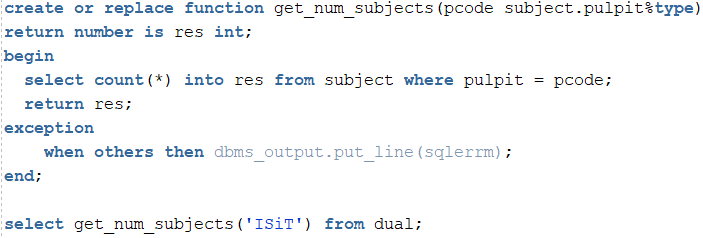 create or replace function get_num_subjects(pcode subject.pulpit%type)
return number is res int;
begin
  select count(*) into res from subject where pulpit = pcode;
  return res;
exception
    when others then dbms_output.put_line(sqlerrm);
end;
select get_num_subjects('ISiT') from dual;